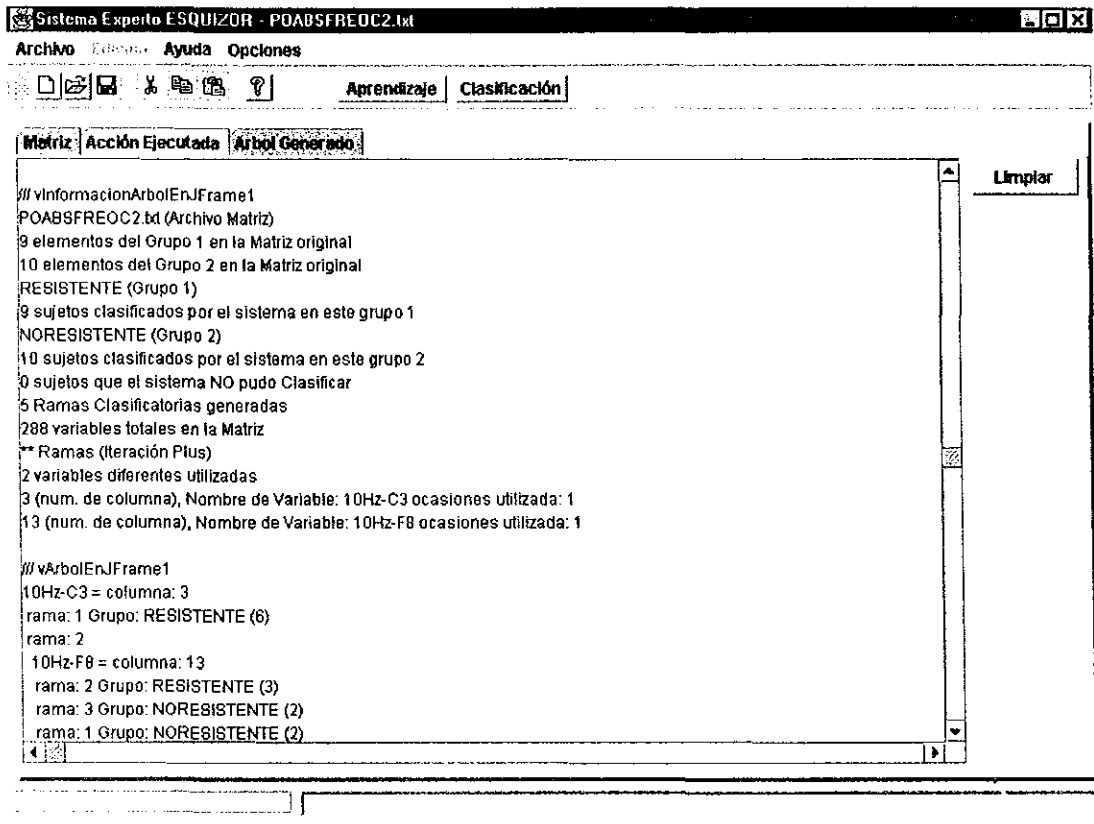 Sistema Experto ESQUIZOR - POABSFREOC2.txt
Archivo Ayuda Opciones
Aprendizaje Clasificación
Matriz Acción Ejecutada Arbol Generado
Limpiar
/// vInformacionArbolEnJFrame1
POABSFREOC2.txt (Archivo Matriz)
9 elementos del Grupo 1 en la Matriz original
10 elementos del Grupo 2 en la Matriz original
RESISTENTE (Grupo 1)
9 sujetos clasificados por el sistema en este grupo 1
NORESISTENTE (Grupo 2)
10 sujetos clasificados por el sistema en este grupo 2
0 sujetos que el sistema NO pudo Clasificar
5 Ramas Clasificatorias generadas
288 variables totales en la Matriz
** Ramas (Iteración Plus)
2 variables diferentes utilizadas
3 (num. de columna), Nombre de Variable: 10Hz-C3 ocasiones utilizada: 1
13 (num. de columna), Nombre de Variable: 10Hz-F8 ocasiones utilizada: 1
/// vArbolEnJFrame1
10Hz-C3 = columna: 3
rama: 1 Grupo: RESISTENTE (6)
rama: 2
10Hz-F8 = columna: 13
rama: 2 Grupo: RESISTENTE (3)
rama: 3 Grupo: NORESISTENTE (2)
rama: 1 Grupo: NORESISTENTE (2)